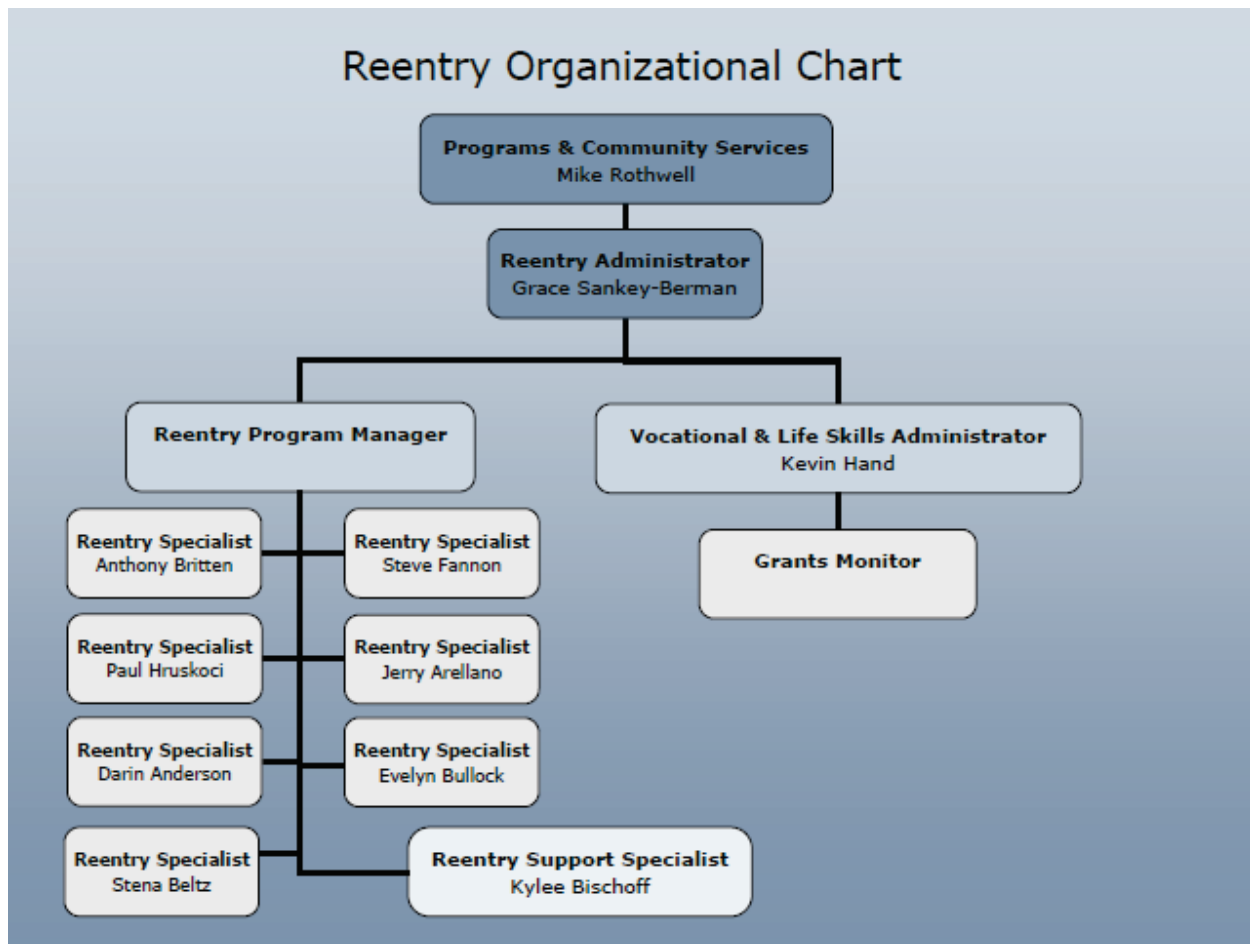 Reentry Organizational Chart
Programs & Community Services
Mike Rothwell
Reentry Administrator
Grace Sankey-Berman
Reentry Program Manager
Vocational & Life Skills Administrator
Kevin Hand
Reentry Specialist
Anthony Britten
Reentry Specialist
Steve Fannon
Grants Monitor
Reentry Specialist
Paul Hruskoci
Reentry Specialist
Jerry Arellano
Reentry Specialist
Darin Anderson
Reentry Specialist
Evelyn Bullock
Reentry Specialist
Stena Beltz
Reentry Support Specialist
Kylee Bischoff